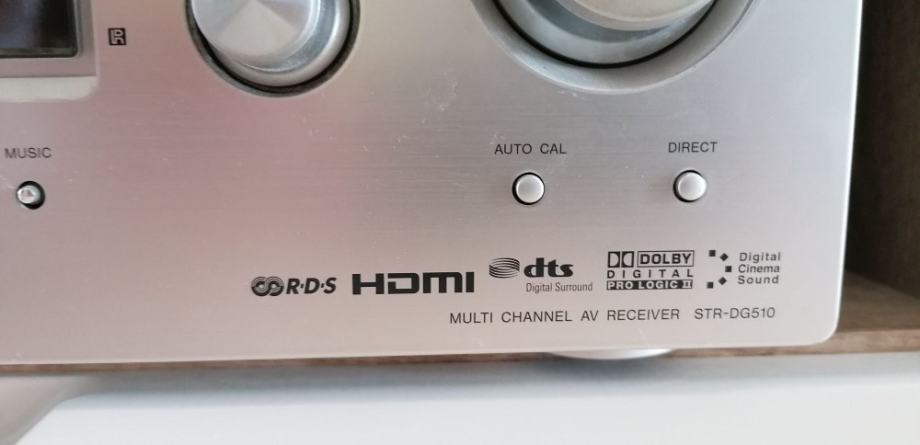 MUSIC
AUTO CAL
DIRECT
R·D·S
HDMI
dts
Digital Surround
DOLBY
DIGITAL
PRO LOGIC II
Digital
Cinema
Sound
MULTI CHANNEL AV RECEIVER STR-DG510